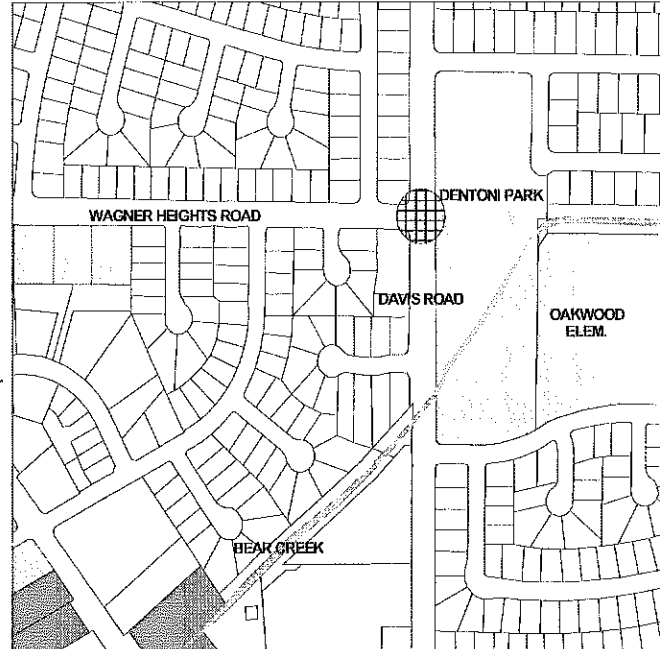 DENTONI PARK
WAGNER HEIGHTS ROAD
DAVIS ROAD
OAKWOOD
ELEM.
BEAR CREEK